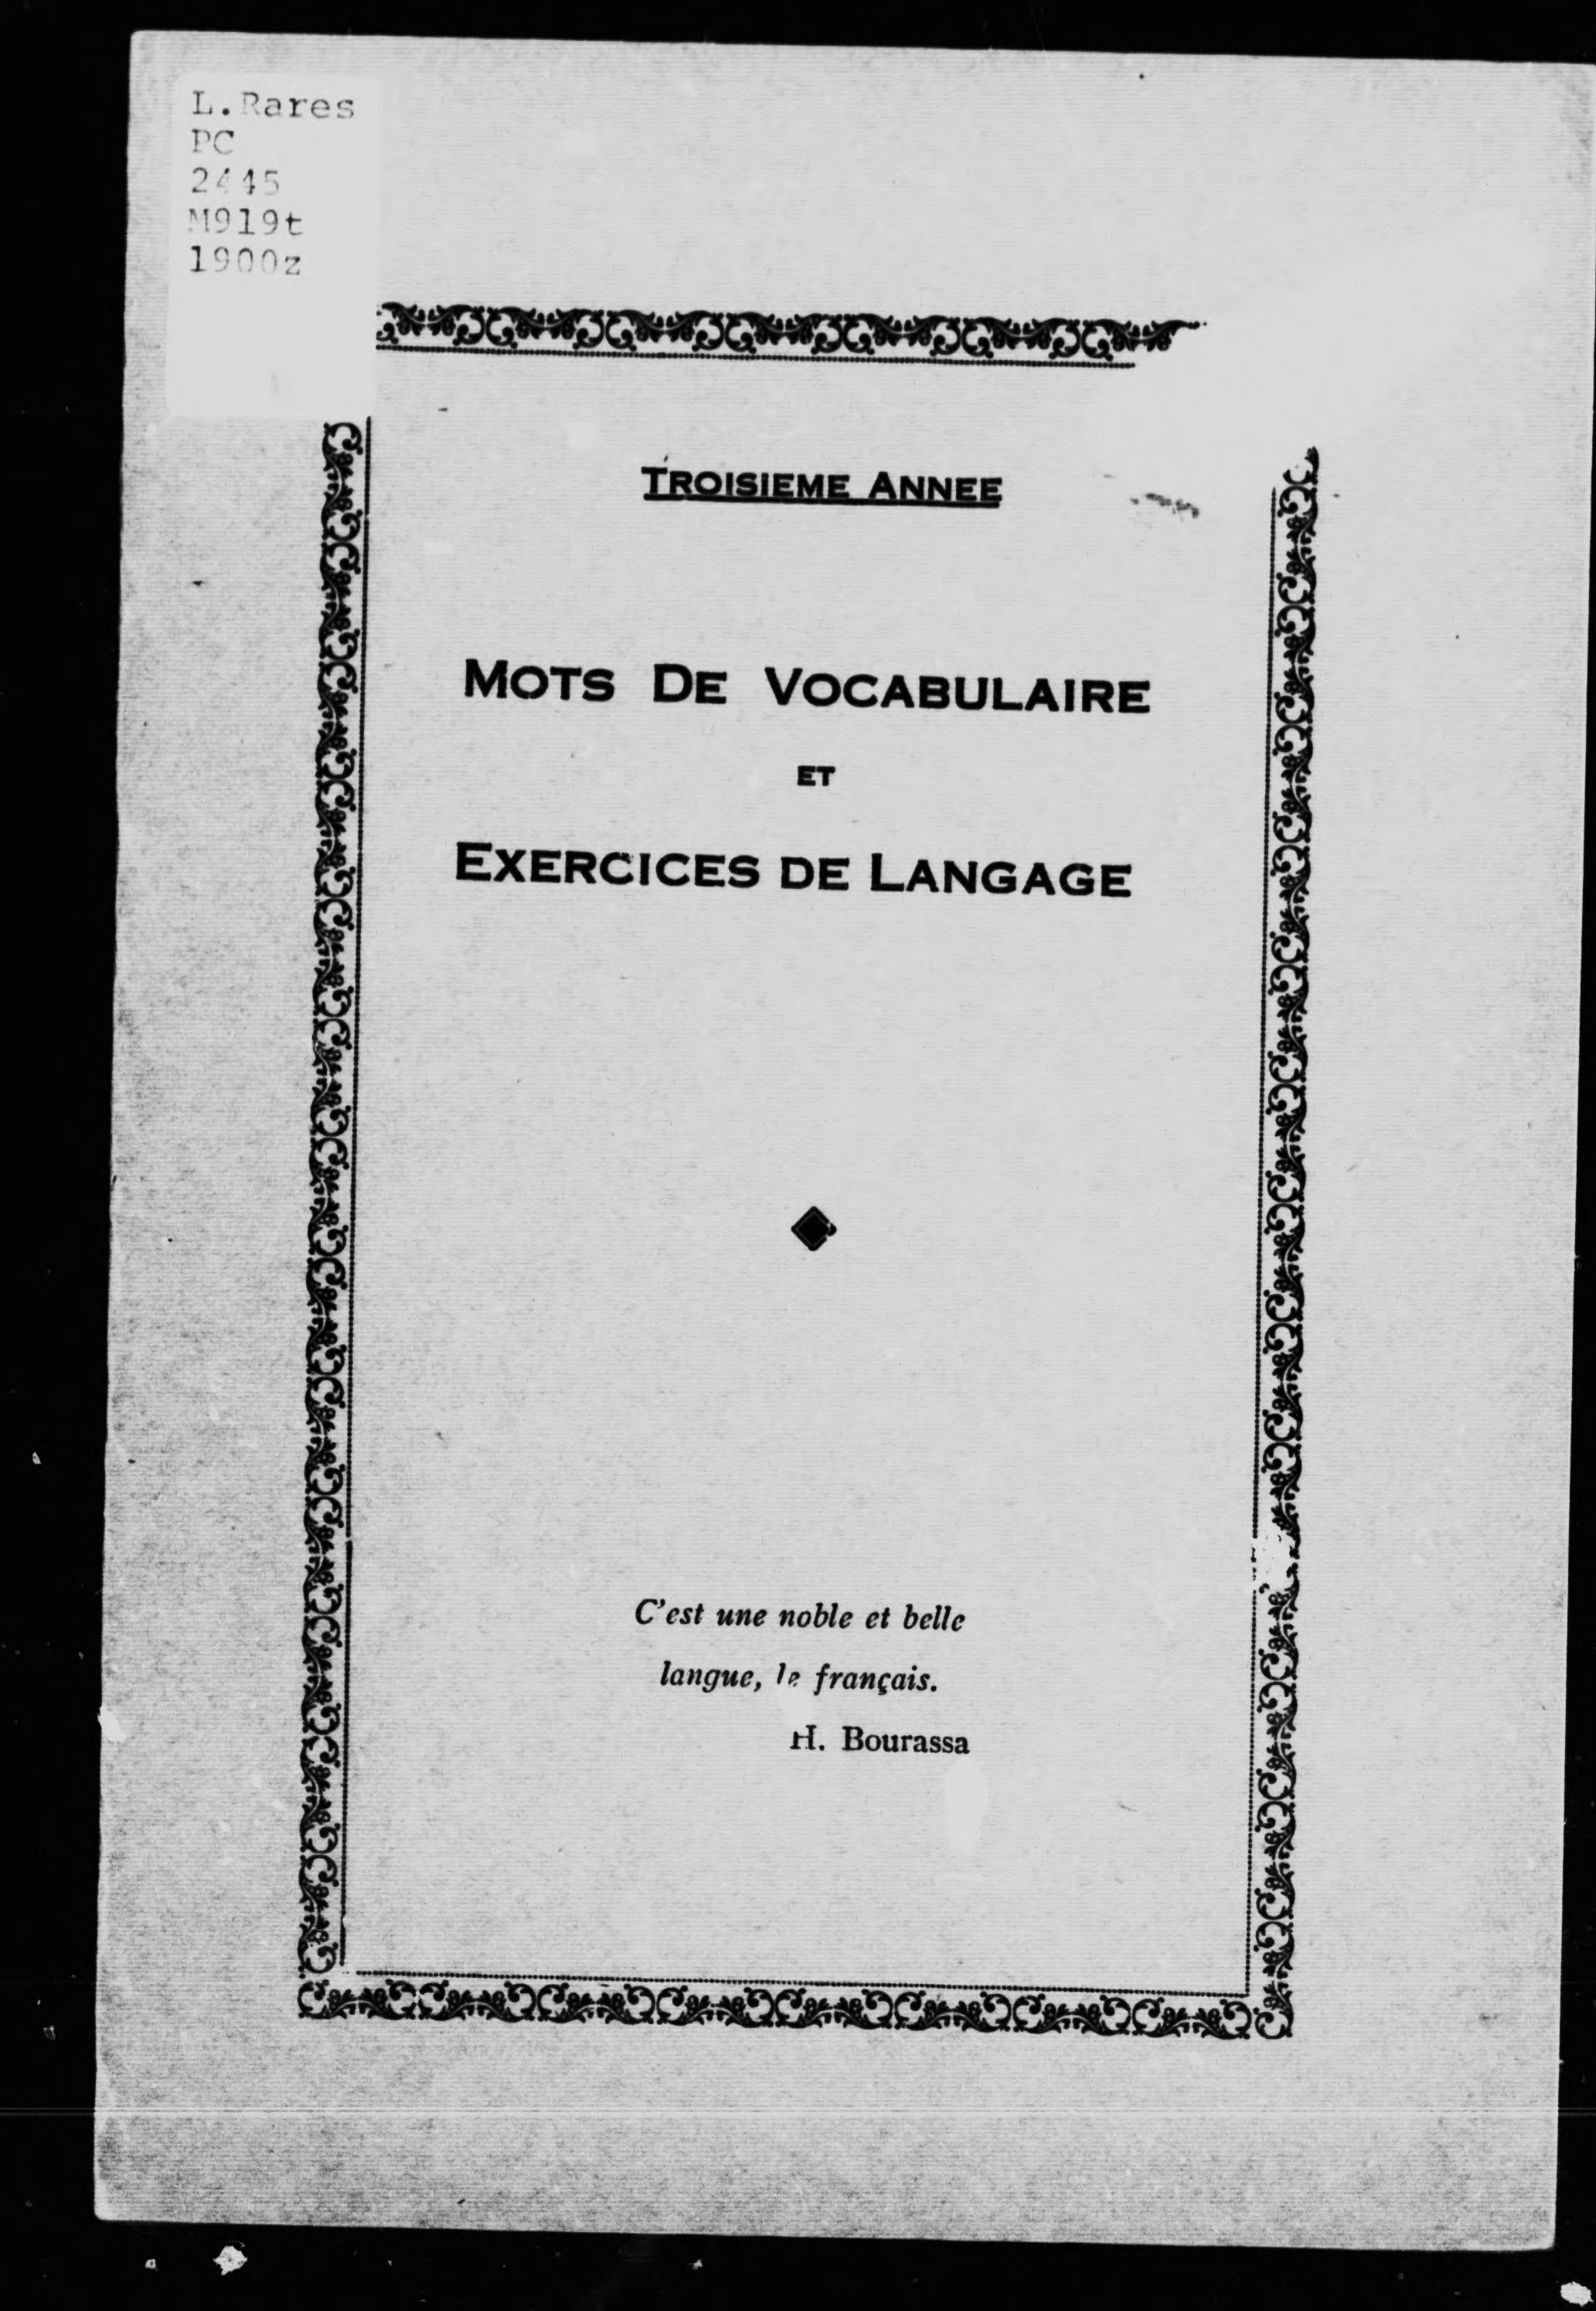 L.Rares
PC
2445
M919t
1900z
TROISIEME ANNEE
MOTS DE VOCABULAIRE
ET
EXERCICES DE LANGAGE
C'est une noble et belle
langue, le français.
H. Bourassa